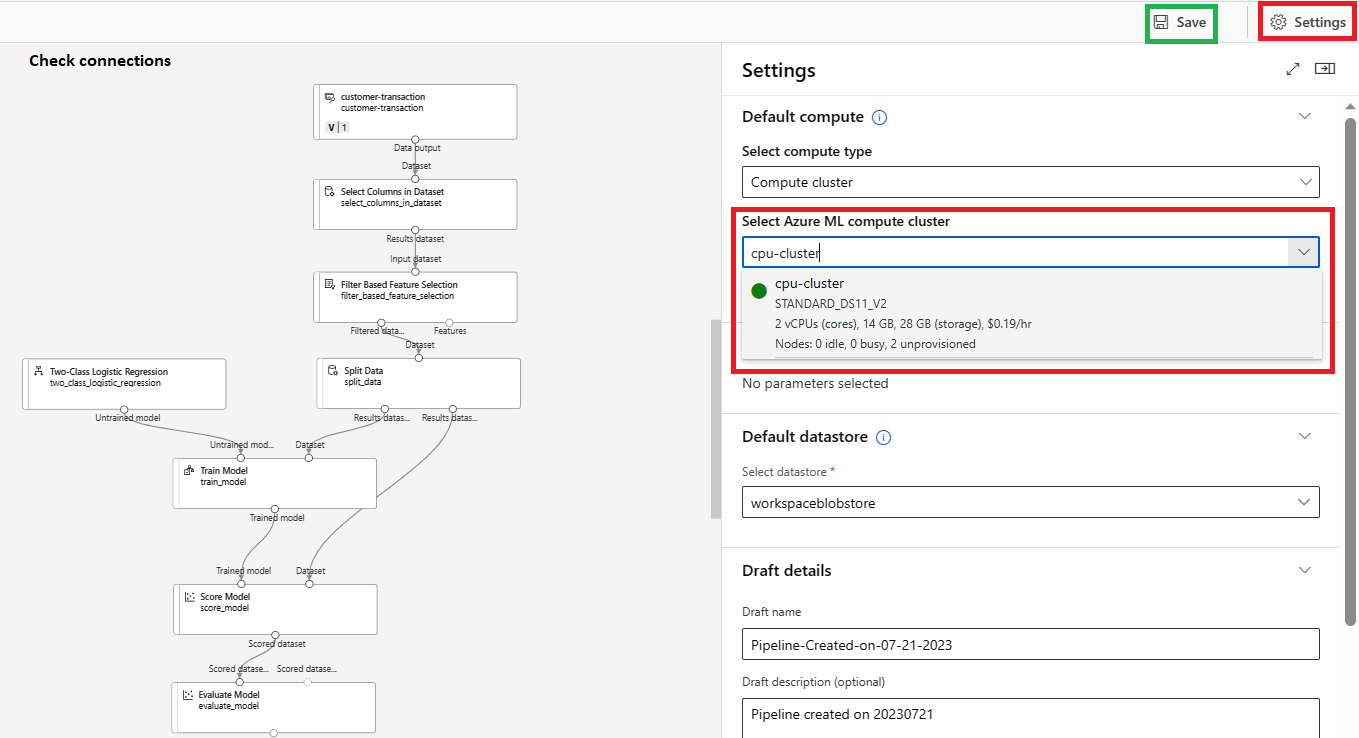 Save
Settings
Check connections
customer-transaction
customer-transaction
V | 1
Data output
Dataset
Select Columns in Dataset
select_columns_in_dataset
Results dataset
Input dataset
Filter Based Feature Selection
filter_based_feature_selection
Filtered data...
Features
Dataset
Two-Class Logistic Regression
two_class_logistic_regression
Untrained model
Split Data
split_data
Results datas...
Results datas...
Untrained mod...
Dataset
Train Model
train_model
Trained model
Trained model
Dataset
Score Model
score_model
Scored dataset
Scored datase...
Scored datase...
Evaluate Model
evaluate_model
Settings
Default compute
Select compute type
Compute cluster
Select Azure ML compute cluster
cpu-cluster
cpu-cluster
STANDARD_DS11_V2
2 vCPUs (cores), 14 GB, 28 GB (storage), $0.19/hr
Nodes: 0 idle, 0 busy, 2 unprovisioned
No parameters selected
Default datastore
Select datastore *
workspaceblobstore
Draft details
Draft name
Pipeline-Created-on-07-21-2023
Draft description (optional)
Pipeline created on 20230721